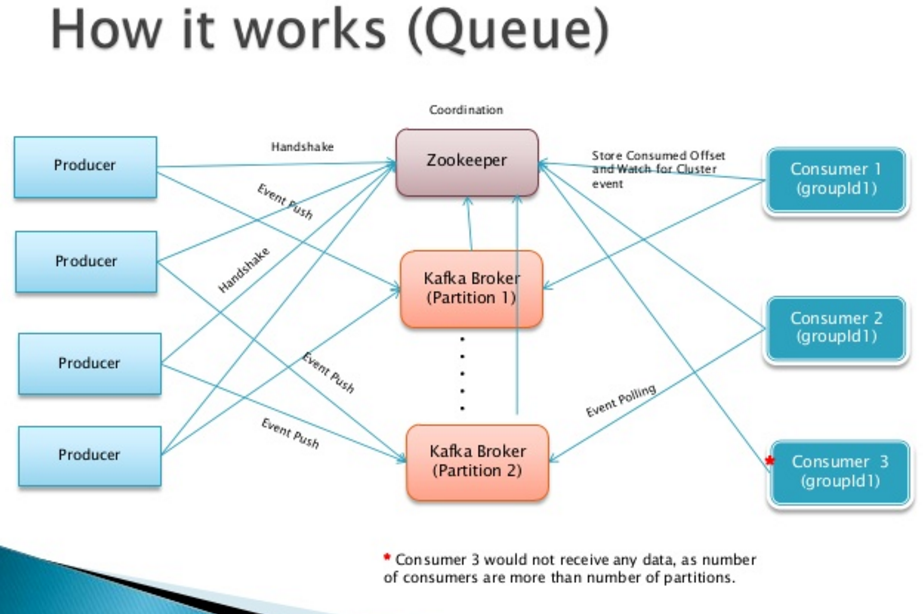 How it works (Queue)
Coordination
Producer
Handshake
Zookeeper
Store Consumed Offset
and Watch for Cluster
event
Consumer 1
(groupId1)
Event Push
Producer
Handshake
Kafka Broker
(Partition 1)
Consumer 2
(groupId1)
Producer
Event Push
Event Polling
Event Push
Producer
Kafka Broker
(Partition 2)
* Consumer 3
(groupId1)
* Consumer 3 would not receive any data, as number
of consumers are more than number of partitions.